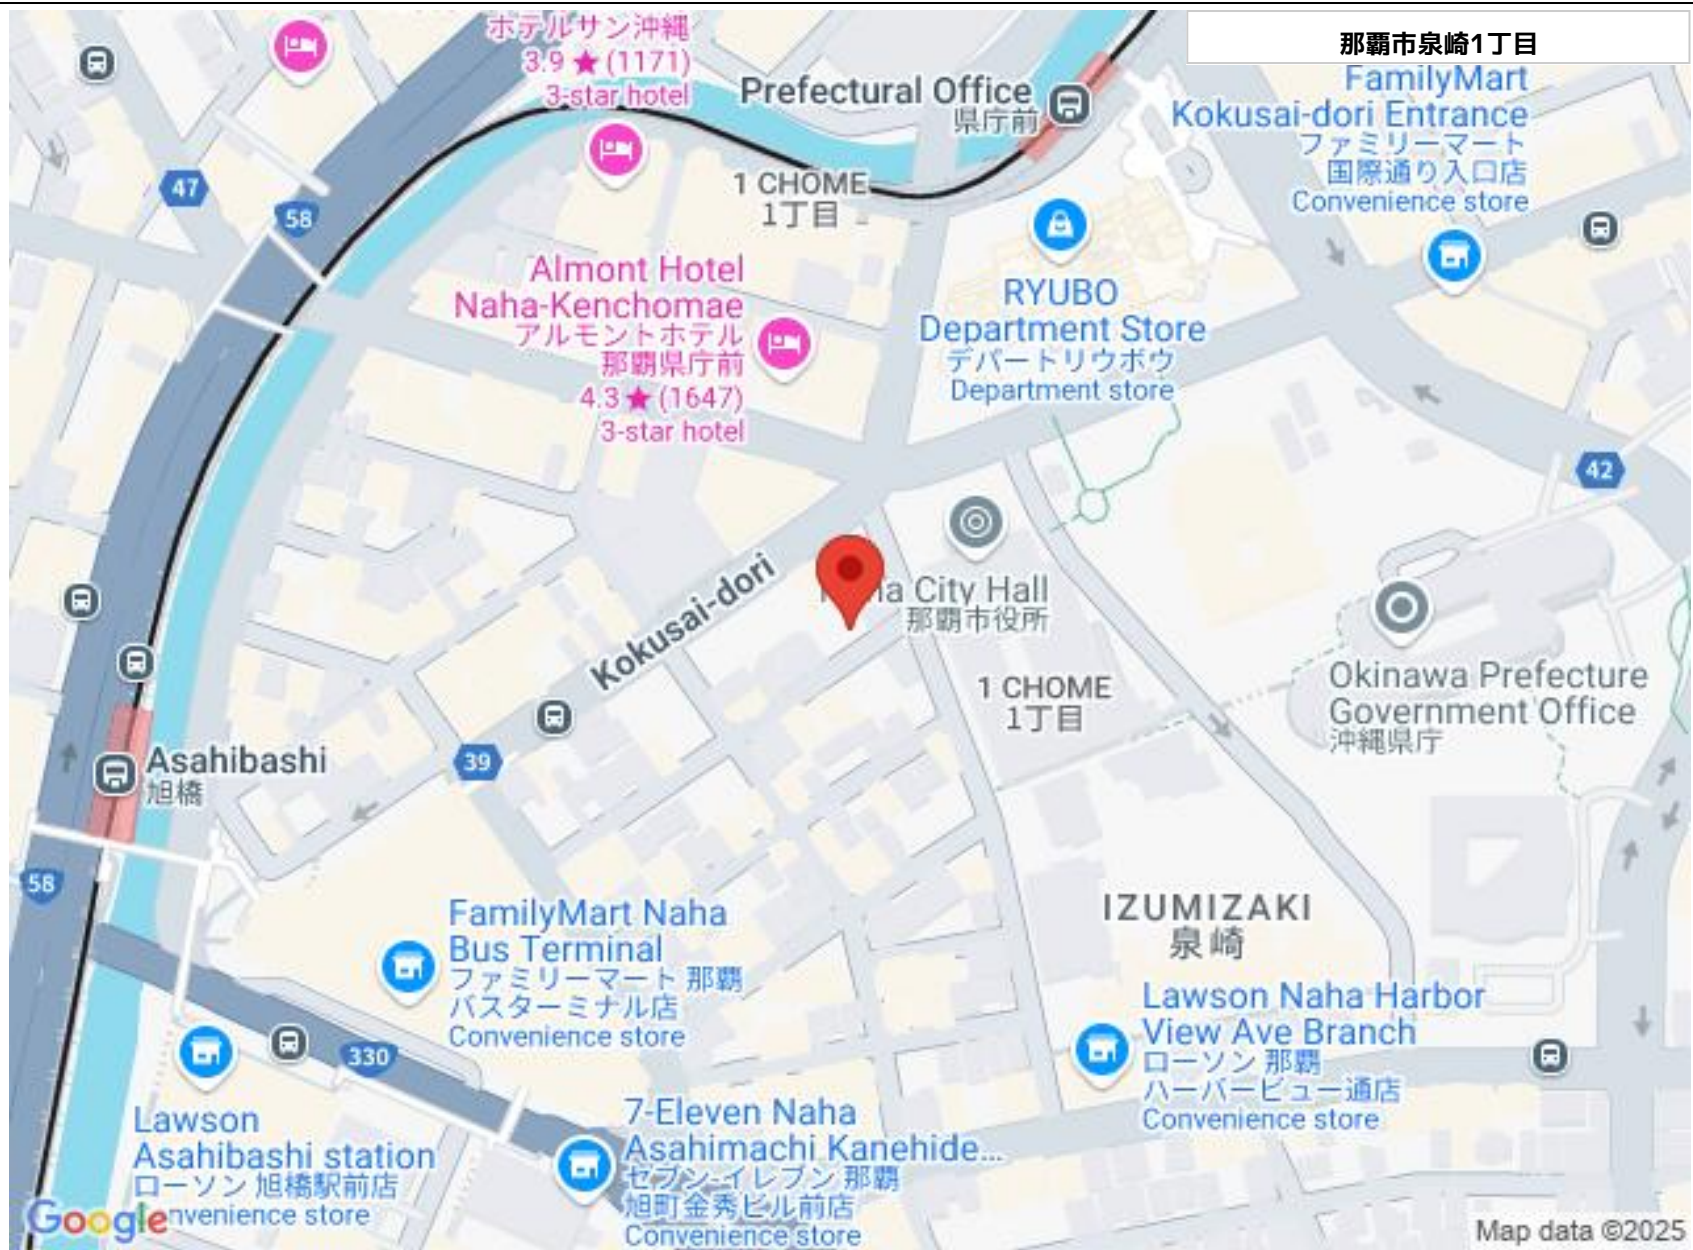 那覇市泉崎1丁目
ホテルサン沖縄
3.9 ★ (1171)
3-star hotel
Prefectural Office
県庁前
FamilyMart
Kokusai-dori Entrance
ファミリーマート
国際通り入口店
Convenience store
47
58
1 CHOME
1丁目
Almont Hotel
Naha-Kenchomae
アルモントホテル
那覇県庁前
4.3 ★ (1647)
3-star hotel
RYUBO
Department Store
デパートリウボウ
Department store
42
Kokusai-dori
City Hall
那覇市役所
1 CHOME
1丁目
Okinawa Prefecture
Government Office
沖縄県庁
39
Asahibashi
旭橋
58
IZUMIZAKI
泉崎
FamilyMart Naha
Bus Terminal
ファミリーマート 那覇
バスターミナル店
Convenience store
Lawson Naha Harbor
View Ave Branch
ローソン 那覇
ハーバービュー通店
Convenience store
330
Lawson
Asahibashi station
ローソン 旭橋駅前店
nvenience store
7-Eleven Naha
Asahimachi Kanehide...
セブン-イレブン 那覇
旭町金秀ビル前店
Convenience store
Google
Map data ©2025